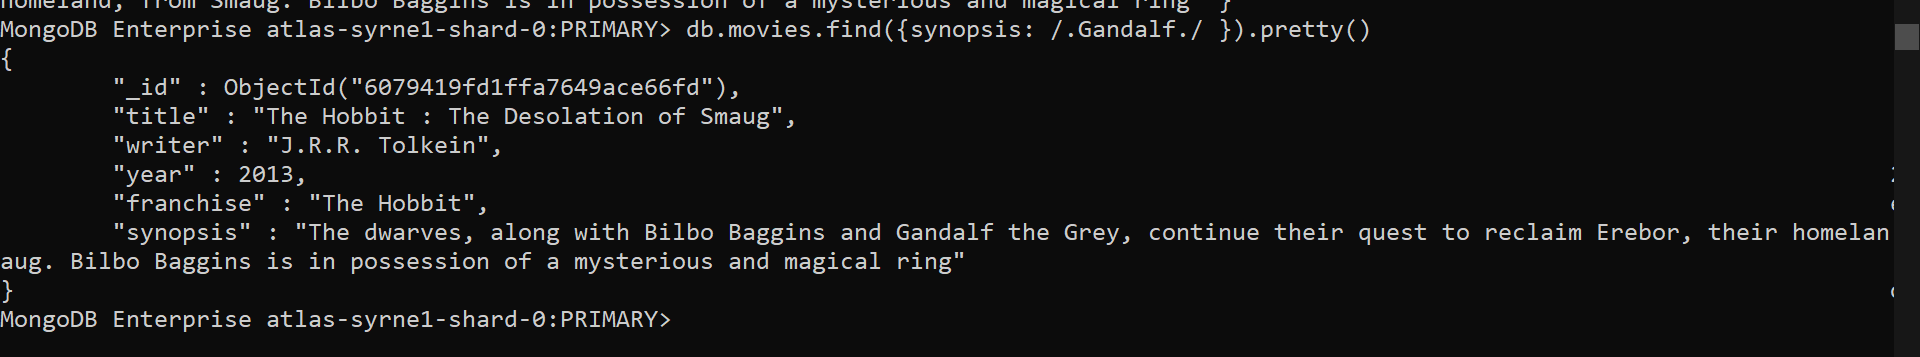 homeland, from Smaug. Bilbo Baggins is in possession of a mysterious and magical ring" }
MongoDB Enterprise atlas-syrne1-shard-0:PRIMARY> db.movies.find({synopsis: /.Gandalf./ }).pretty()
{
"_id" : ObjectId("6079419fd1ffa7649ace66fd"),
"title" : "The Hobbit : The Desolation of Smaug",
"writer" : "J.R.R. Tolkein",
"year" : 2013,
"franchise" : "The Hobbit",
"synopsis" : "The dwarves, along with Bilbo Baggins and Gandalf the Grey, continue their quest to reclaim Erebor, their homelan
aug. Bilbo Baggins is in possession of a mysterious and magical ring"
}
MongoDB Enterprise atlas-syrne1-shard-0:PRIMARY>